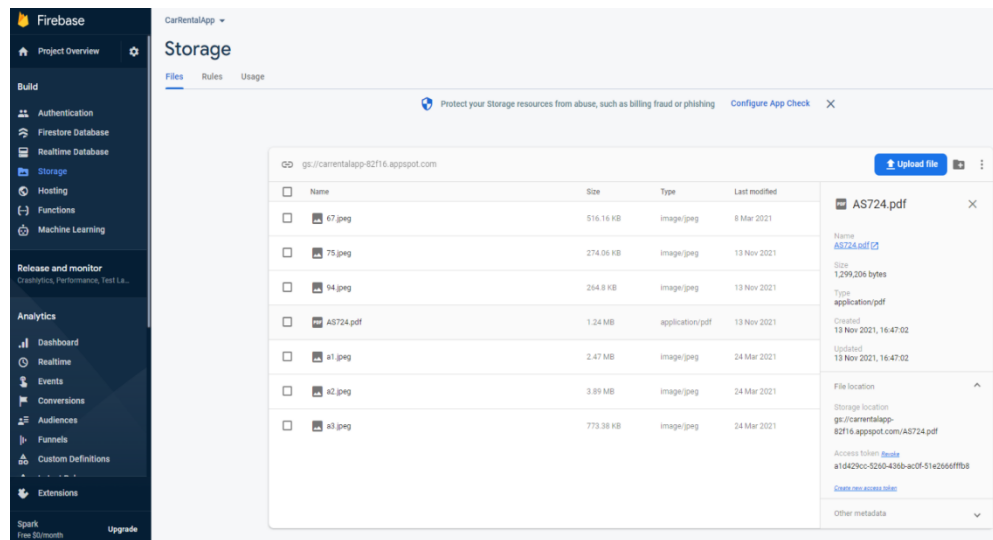 Firebase
Project Overview
Build
Authentication
Firestore Database
Realtime Database
Storage
Hosting
Functions
Machine Learning
Release and monitor
Crashlytics, Performance, Test La...
Analytics
Dashboard
Realtime
Events
Conversions
Audiences
Funnels
Custom Definitions
Extensions
Spark
Free $0/month
Upgrade
CarRentalApp
Storage
Files Rules Usage
Protect your Storage resources from abuse, such as billing fraud or phishing Configure App Check
gs://carrentalapp-82f16.appspot.com
Upload file
Name Size Type Last modified
67.jpeg 516.16 KB image/jpeg 8 Mar 2021
75.jpeg 274.06 KB image/jpeg 13 Nov 2021
94.jpeg 264.8 KB image/jpeg 13 Nov 2021
PDF AS724.pdf 1.24 MB application/pdf 13 Nov 2021
a1.jpeg 2.47 MB image/jpeg 24 Mar 2021
a2.jpeg 3.89 MB image/jpeg 24 Mar 2021
a3.jpeg 773.38 KB image/jpeg 24 Mar 2021
PDF AS724.pdf
Name
AS724.pdf
Size
1,299,206 bytes
Type
application/pdf
Created
13 Nov 2021, 16:47:02
Updated
13 Nov 2021, 16:47:02
File location
Storage location
gs://carrentalapp-
82f16.appspot.com/AS724.pdf
Access token Revoke
a1d429cc-5260-436b-ac0f-51e2666fffb8
Create new access token
Other metadata